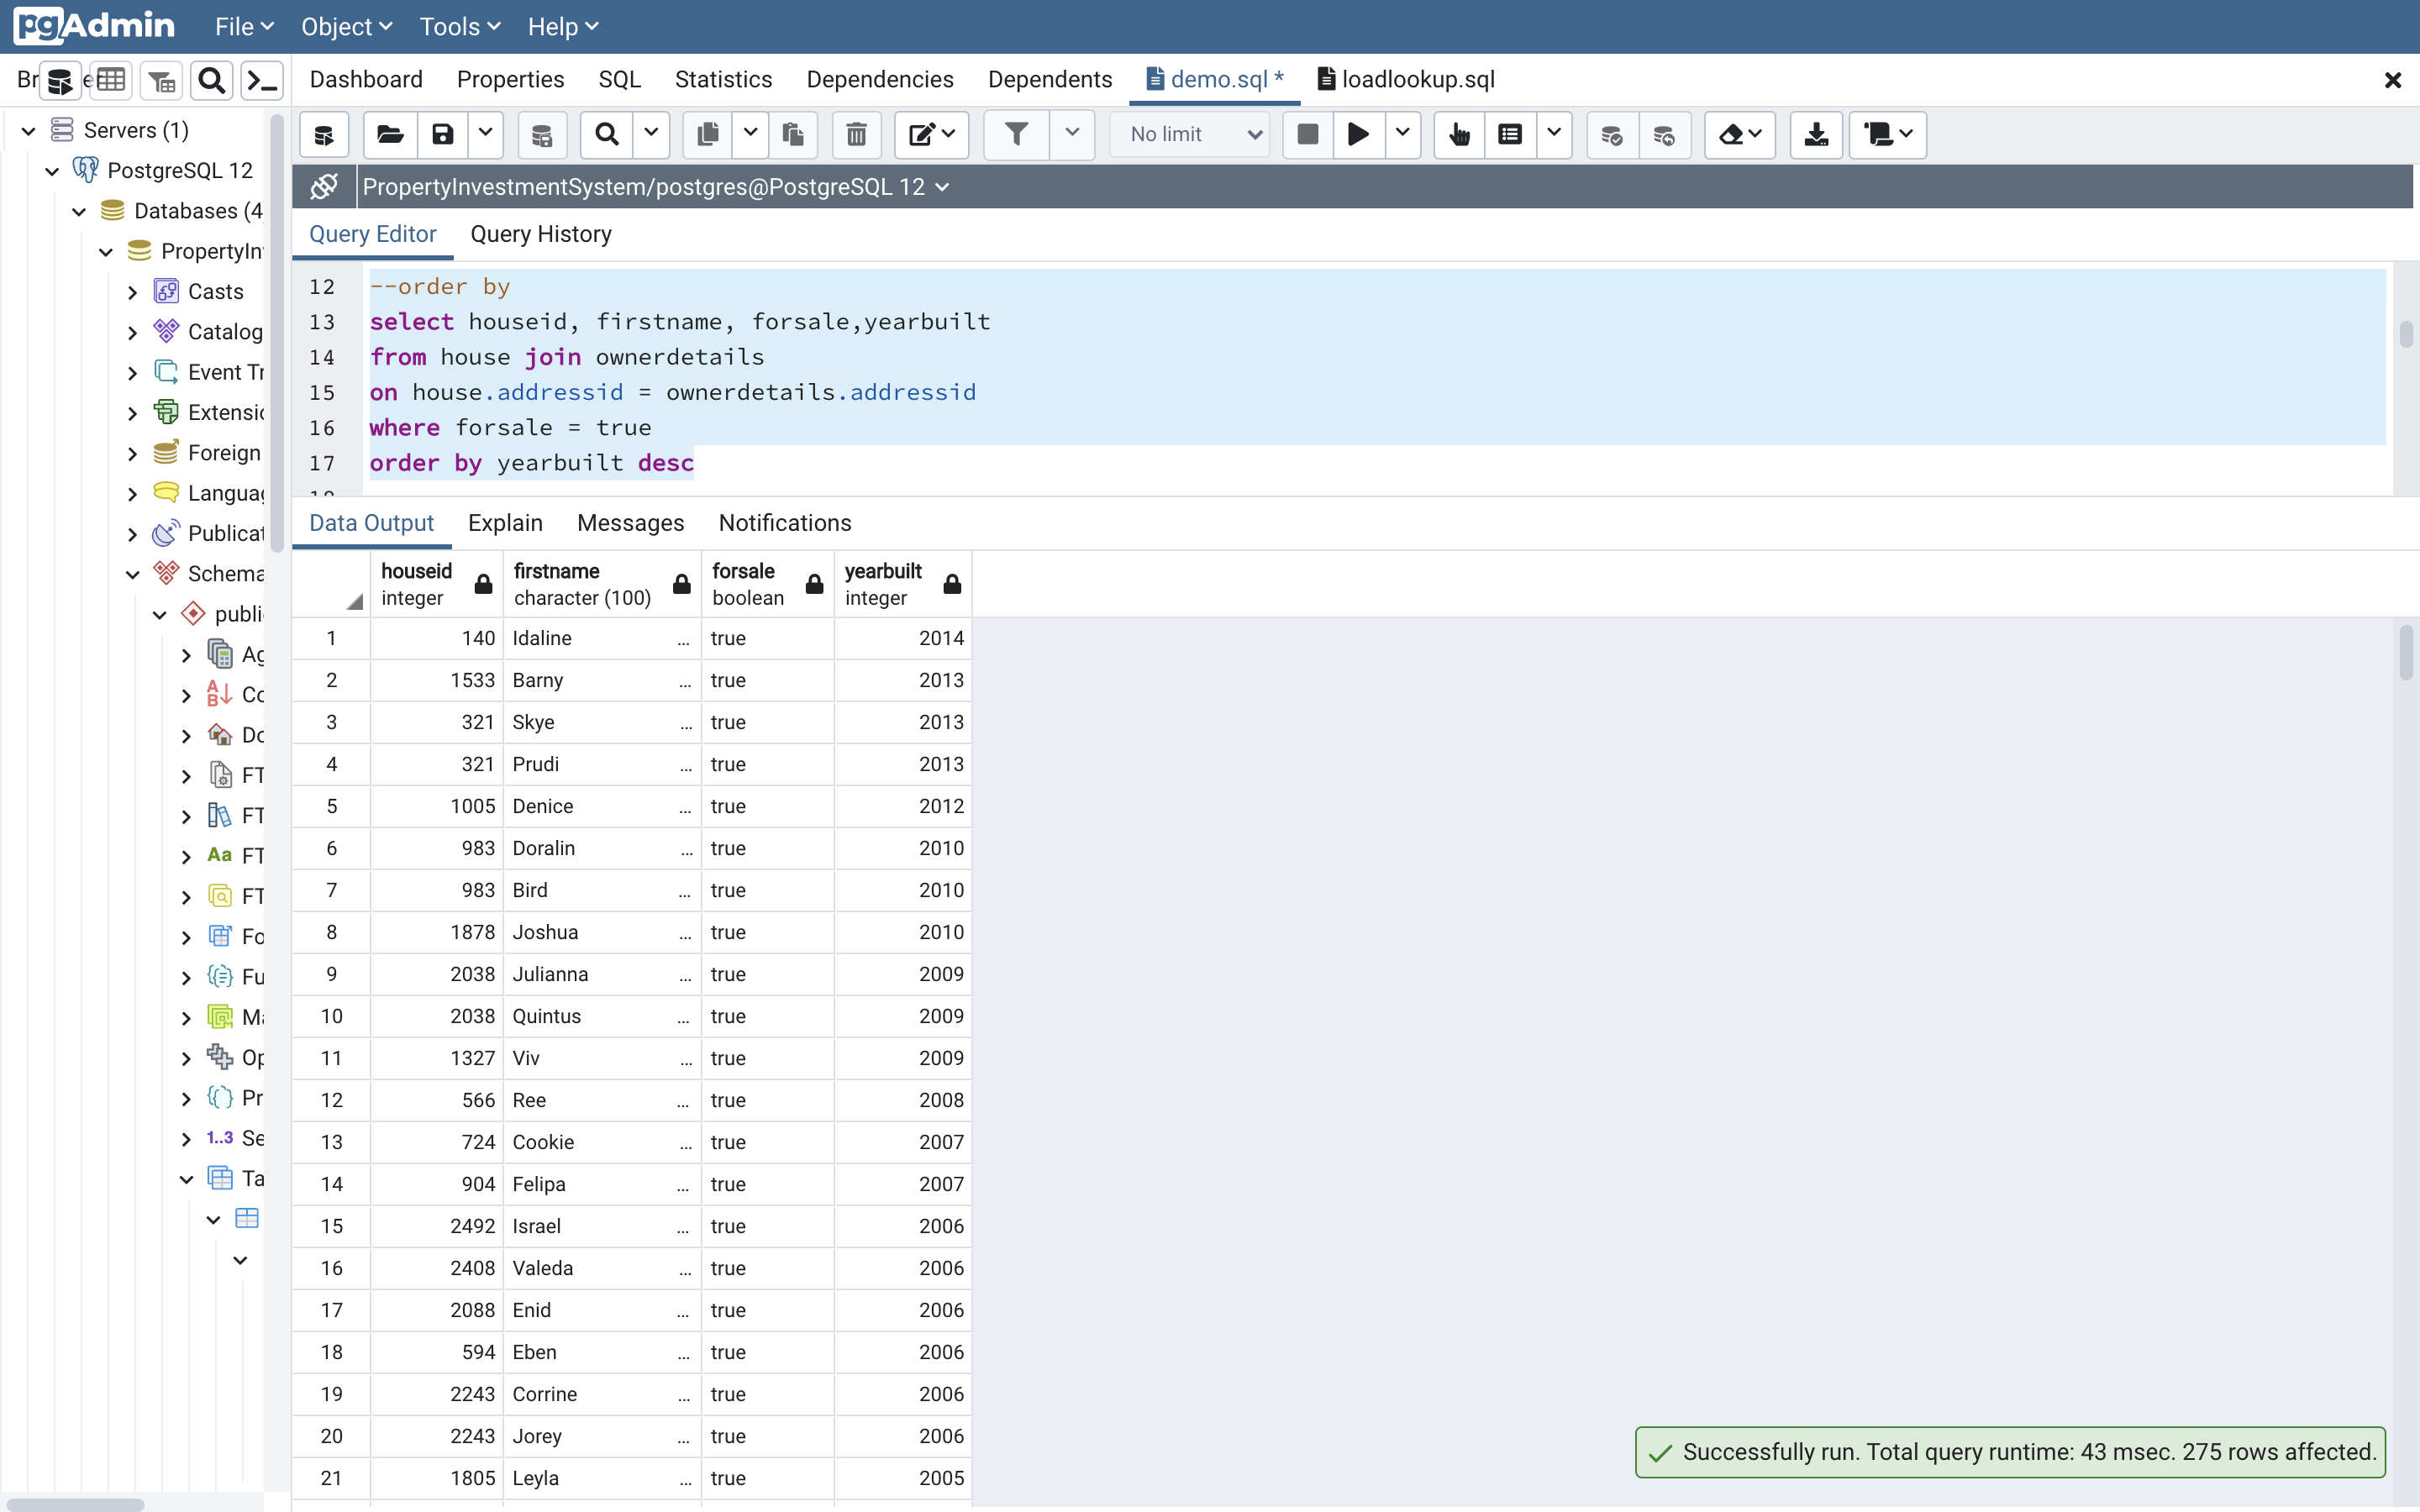 pgAdmin File Object Tools Help
Dashboard Properties SQL Statistics Dependencies Dependents demo.sql * loadlookup.sql
Servers (1)
PostgreSQL 12
Databases (4
PropertyIn
Casts
Catalog
Event Tr
Extensio
Foreign
Languag
Publicat
Schema
publi
Ag
Co
Do
FT
FT
Aa FT
FT
Fo
Fu
Ma
Op
Pr
1..3 Se
Ta
No limit
PropertyInvestmentSystem/postgres@PostgreSQL 12
Query Editor Query History
12 --order by
13 select houseid, firstname, forsale,yearbuilt
14 from house join ownerdetails
15 on house.addressid = ownerdetails.addressid
16 where forsale = true
17 order by yearbuilt desc
Data Output Explain Messages Notifications
houseid firstname forsale yearbuilt
integer character (100) boolean integer
1 140 Idaline ... true 2014
2 1533 Barny ... true 2013
3 321 Skye ... true 2013
4 321 Prudi ... true 2013
5 1005 Denice ... true 2012
6 983 Doralin ... true 2010
7 983 Bird ... true 2010
8 1878 Joshua ... true 2010
9 2038 Julianna ... true 2009
10 2038 Quintus ... true 2009
11 1327 Viv ... true 2009
12 566 Ree ... true 2008
13 724 Cookie ... true 2007
14 904 Felipa ... true 2007
15 2492 Israel ... true 2006
16 2408 Valeda ... true 2006
17 2088 Enid ... true 2006
18 594 Eben ... true 2006
19 2243 Corrine ... true 2006
20 2243 Jorey ... true 2006
21 1805 Leyla ... true 2005
Successfully run. Total query runtime: 43 msec. 275 rows affected.